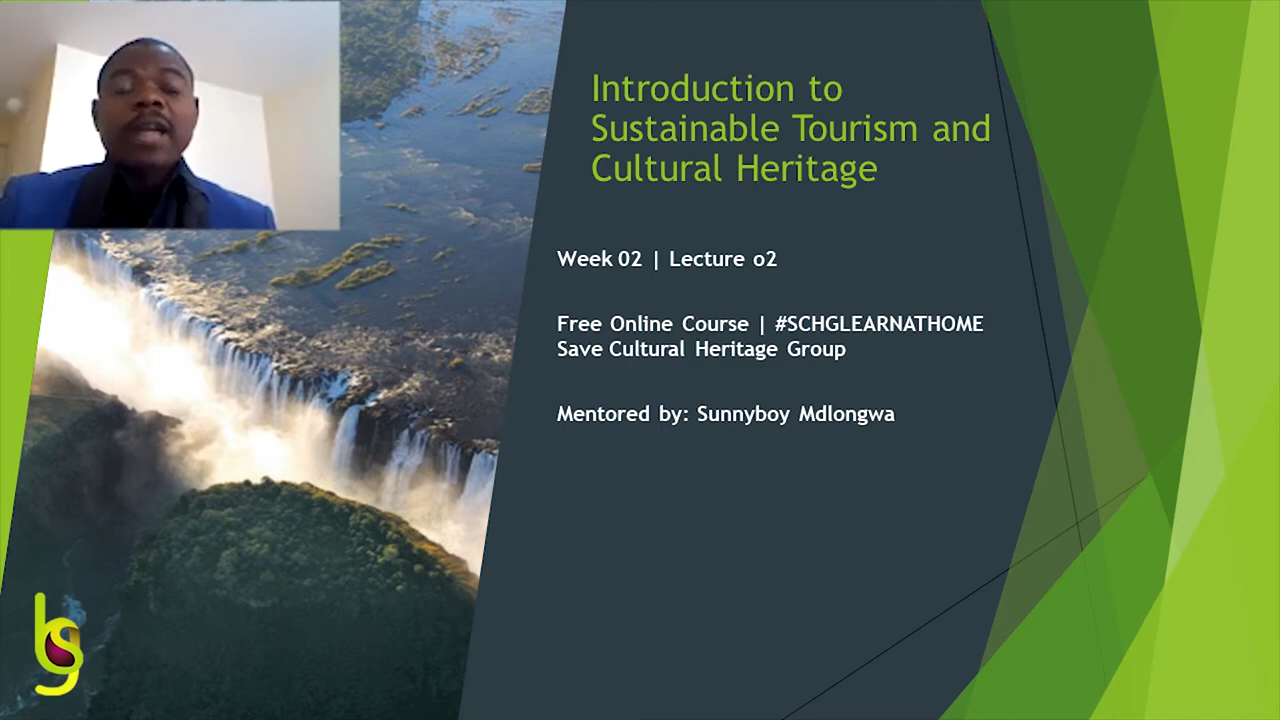 Introduction to
Sustainable Tourism and
Cultural Heritage
Week 02 | Lecture o2
Free Online Course | #SCHGLEARNATHOME
Save Cultural Heritage Group
Mentored by: Sunnyboy Mdlongwa